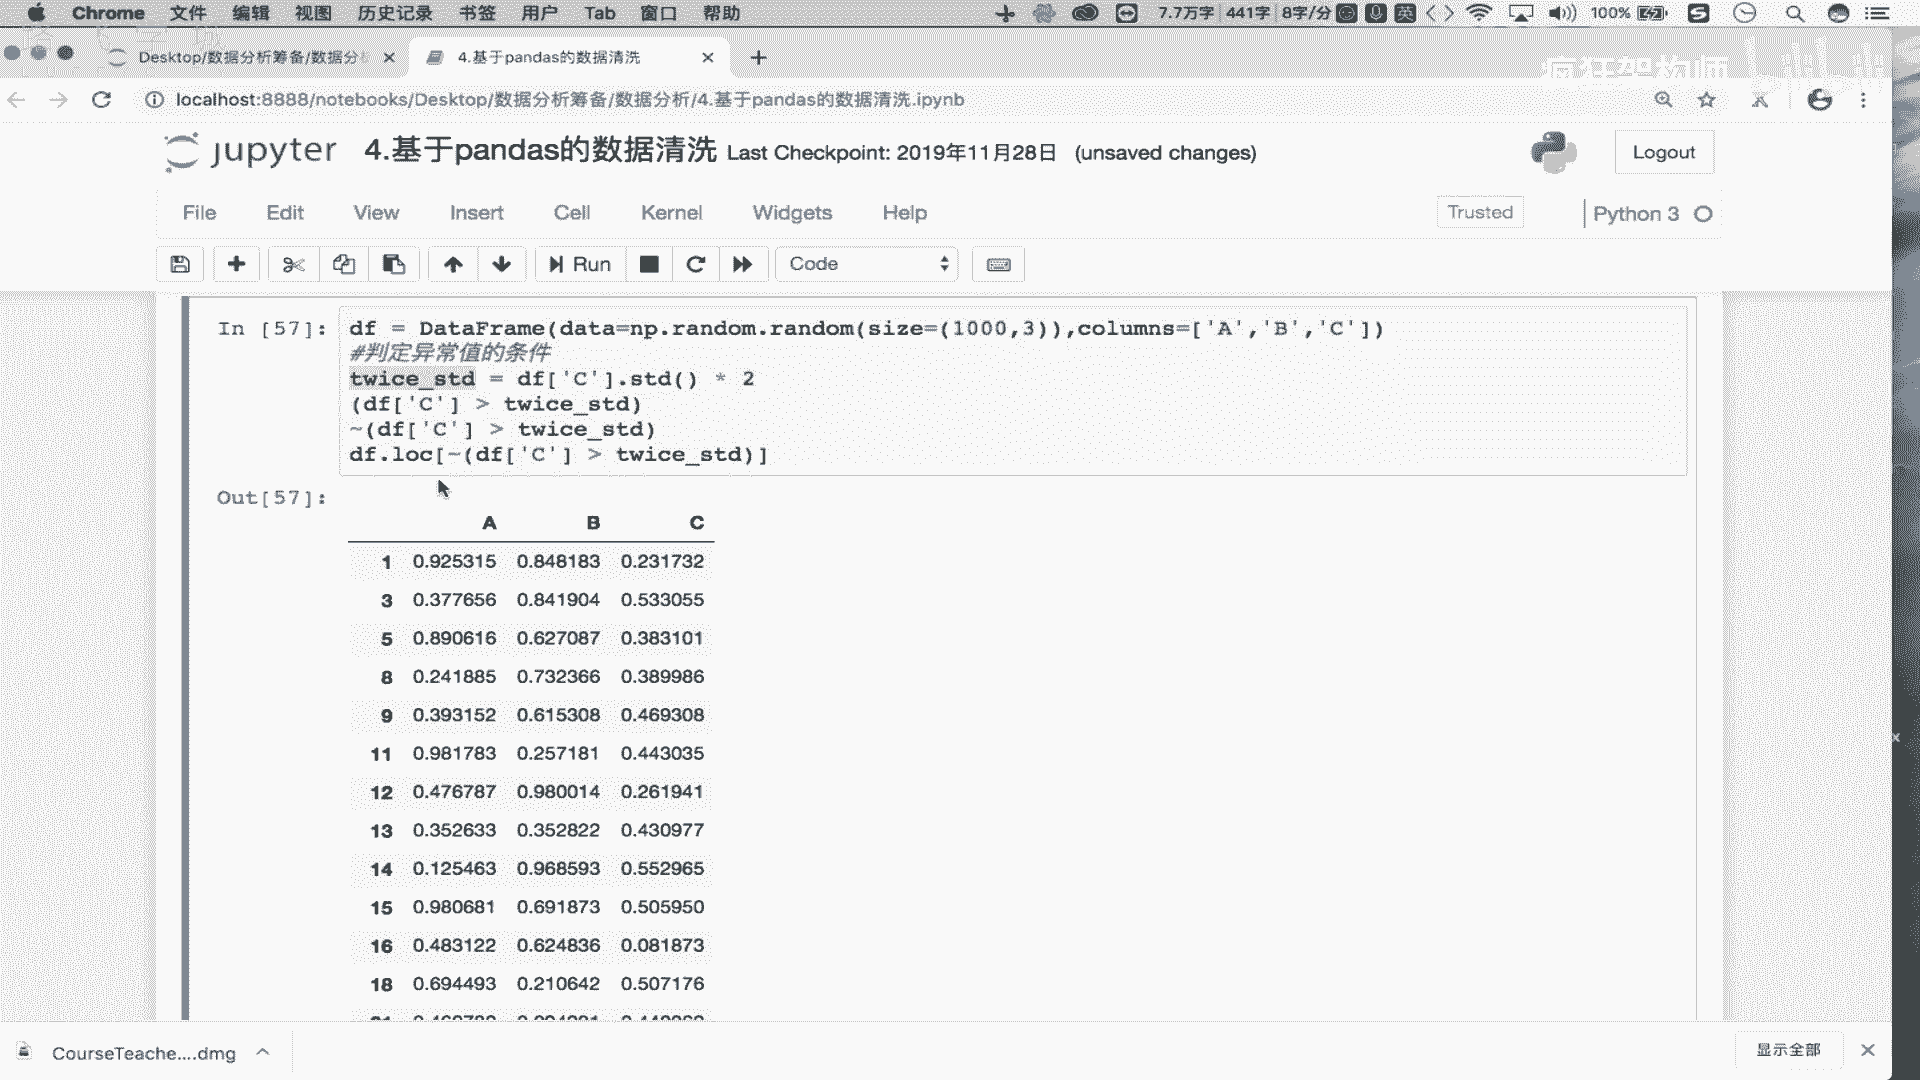 Chrome 文件 编辑 视图 历史记录 书签 用户 Tab 窗口 帮助 7.7万字 441字 8字/分 英 100%
Desktop/数据分析筹备/数据分 4.基于pandas的数据清洗
疯狂架构师 bilibili
localhost:8888/notebooks/Desktop/数据分析筹备/数据分析/4.基于pandas的数据清洗.ipynb
jupyter 4.基于pandas的数据清洗 Last Checkpoint: 2019年11月28日 (unsaved changes) Logout
File Edit View Insert Cell Kernel Widgets Help Trusted Python 3
Run Code
In [57]: df = DataFrame(data=np.random.random(size=(1000,3)),columns=['A','B','C'])
#判定异常值的条件
twice_std = df['C'].std() * 2
(df['C'] > twice_std)
~(df['C'] > twice_std)
df.loc[~(df['C'] > twice_std)]
Out[57]:
A B C
1 0.925315 0.848183 0.231732
3 0.377656 0.841904 0.533055
5 0.890616 0.627087 0.383101
8 0.241885 0.732366 0.389986
9 0.393152 0.615308 0.469308
11 0.981783 0.257181 0.443035
12 0.476787 0.980014 0.261941
13 0.352633 0.352822 0.430977
14 0.125463 0.968593 0.552965
15 0.980681 0.691873 0.505950
16 0.483122 0.624836 0.081873
18 0.694493 0.210642 0.507176
CourseTeache....dmg 显示全部